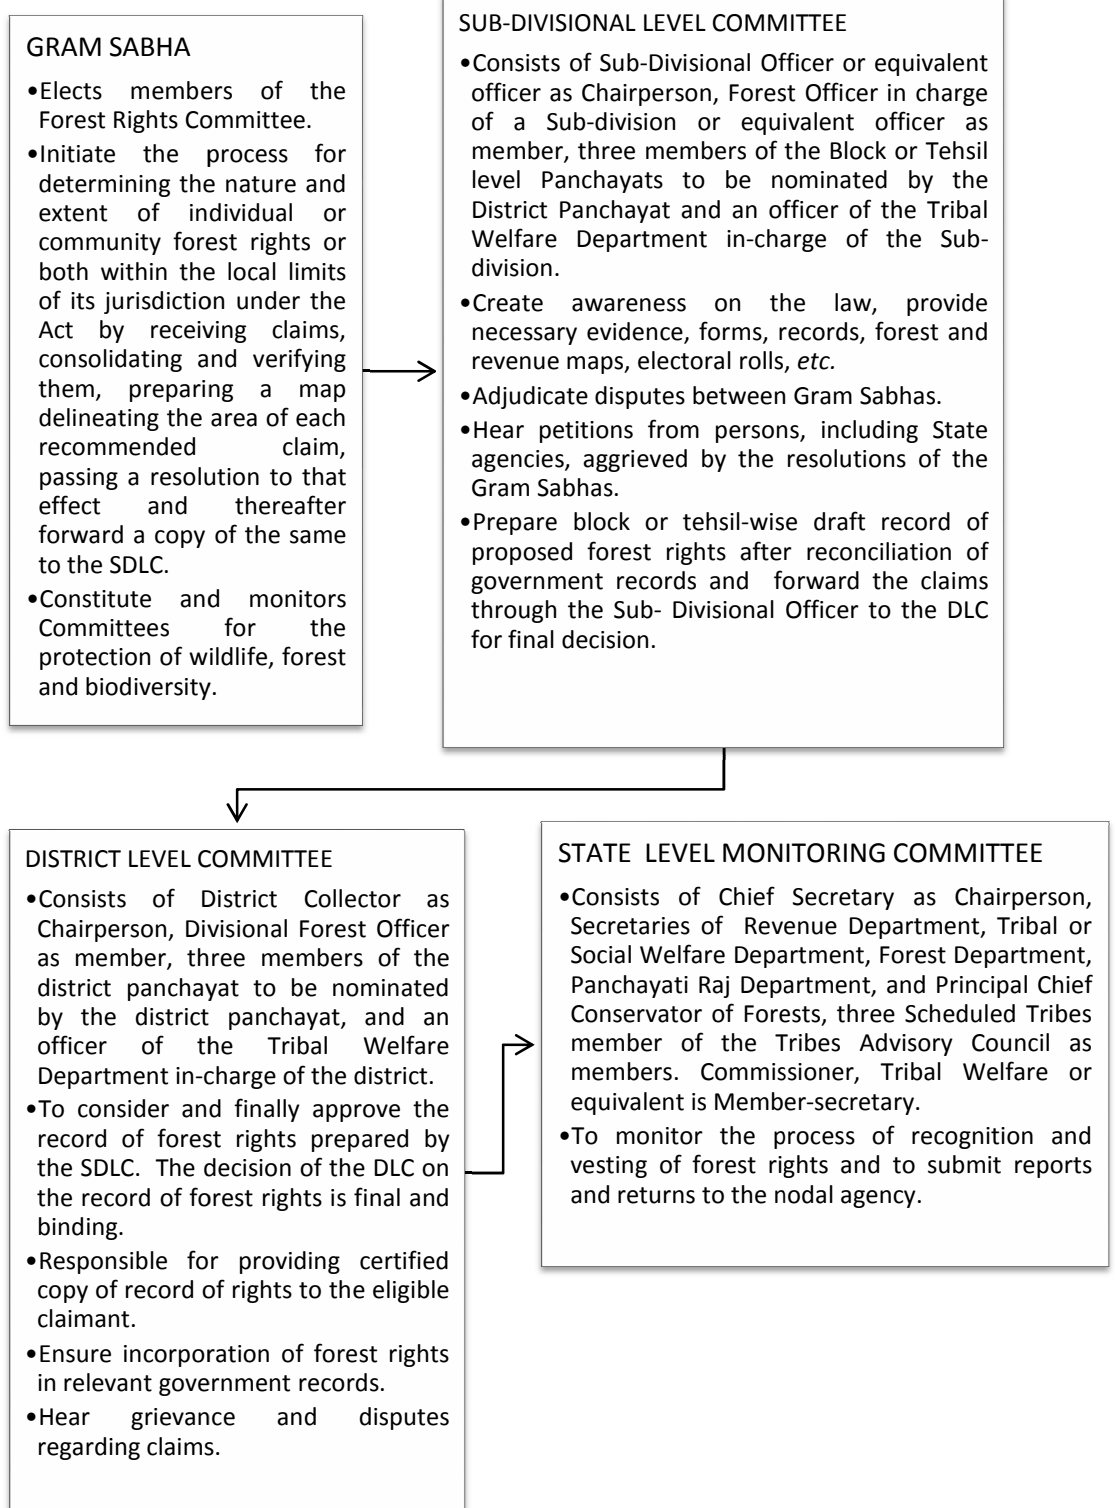 GRAM SABHA
•Elects members of the
Forest Rights Committee.
•Initiate the process for
determining the nature and
extent of individual or
community forest rights or
both within the local limits
of its jurisdiction under the
Act by receiving claims,
consolidating and verifying
them, preparing a map
delineating the area of each
recommended claim,
passing a resolution to that
effect and thereafter
forward a copy of the same
to the SDLC.
•Constitute and monitors
Committees for the
protection of wildlife, forest
and biodiversity.
SUB-DIVISIONAL LEVEL COMMITTEE
•Consists of Sub-Divisional Officer or equivalent
officer as Chairperson, Forest Officer in charge
of a Sub-division or equivalent officer as
member, three members of the Block or Tehsil
level Panchayats to be nominated by the
District Panchayat and an officer of the Tribal
Welfare Department in-charge of the Sub-
division.
•Create awareness on the law, provide
necessary evidence, forms, records, forest and
revenue maps, electoral rolls, etc.
•Adjudicate disputes between Gram Sabhas.
•Hear petitions from persons, including State
agencies, aggrieved by the resolutions of the
Gram Sabhas.
•Prepare block or tehsil-wise draft record of
proposed forest rights after reconciliation of
government records and forward the claims
through the Sub- Divisional Officer to the DLC
for final decision.
DISTRICT LEVEL COMMITTEE
•Consists of District Collector as
Chairperson, Divisional Forest Officer
as member, three members of the
district panchayat to be nominated
by the district panchayat, and an
officer of the Tribal Welfare
Department in-charge of the district.
•To consider and finally approve the
record of forest rights prepared by
the SDLC. The decision of the DLC on
the record of forest rights is final and
binding.
•Responsible for providing certified
copy of record of rights to the eligible
claimant.
•Ensure incorporation of forest rights
in relevant government records.
•Hear grievance and disputes
regarding claims.
STATE LEVEL MONITORING COMMITTEE
•Consists of Chief Secretary as Chairperson,
Secretaries of Revenue Department, Tribal or
Social Welfare Department, Forest Department,
Panchayati Raj Department, and Principal Chief
Conservator of Forests, three Scheduled Tribes
member of the Tribes Advisory Council as
members. Commissioner, Tribal Welfare or
equivalent is Member-secretary.
•To monitor the process of recognition and
vesting of forest rights and to submit reports
and returns to the nodal agency.